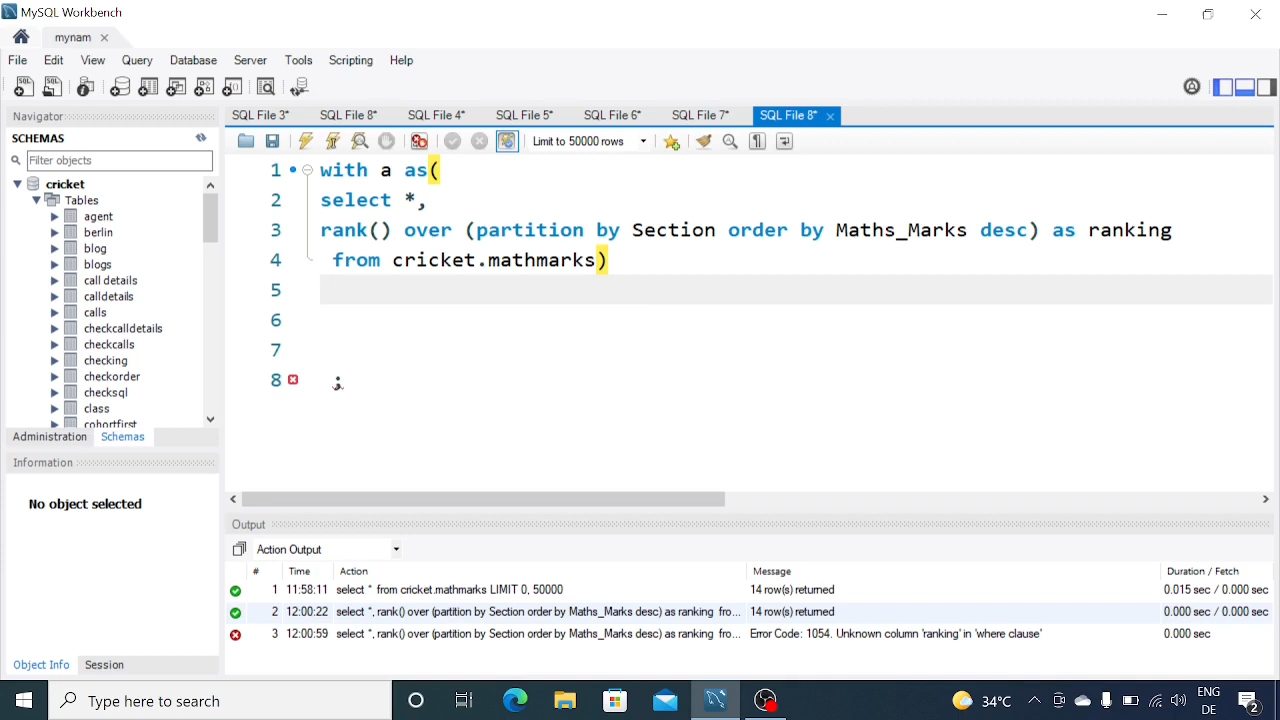 MySQL Workbench
mynam
File Edit View Query Database Server Tools Scripting Help
Navigator
SCHEMAS
Filter objects
cricket
Tables
agent
berlin
blog
blogs
call details
calldetails
calls
checkcalldetails
checkcalls
checking
checkorder
checksql
class
cohortfirst
Administration Schemas
Information
No object selected
Object Info Session
SQL File 3* SQL File 8* SQL File 4* SQL File 5* SQL File 6* SQL File 7* SQL File 8*
Limit to 50000 rows
1 with a as(
2 select *,
3 rank() over (partition by Section order by Maths_Marks desc) as ranking
4 from cricket.mathmarks)
5
6
7
8 ;
Output
Action Output
# Time Action Message Duration / Fetch
1 11:58:11 select * from cricket.mathmarks LIMIT 0, 50000 14 row(s) returned 0.015 sec / 0.000 sec
2 12:00:22 select *, rank() over (partition by Section order by Maths_Marks desc) as ranking fro... 14 row(s) returned 0.000 sec / 0.000 sec
3 12:00:59 select *, rank() over (partition by Section order by Maths_Marks desc) as ranking fro... Error Code: 1054. Unknown column 'ranking' in 'where clause' 0.000 sec
Type here to search
34°C
ENG
DE
2